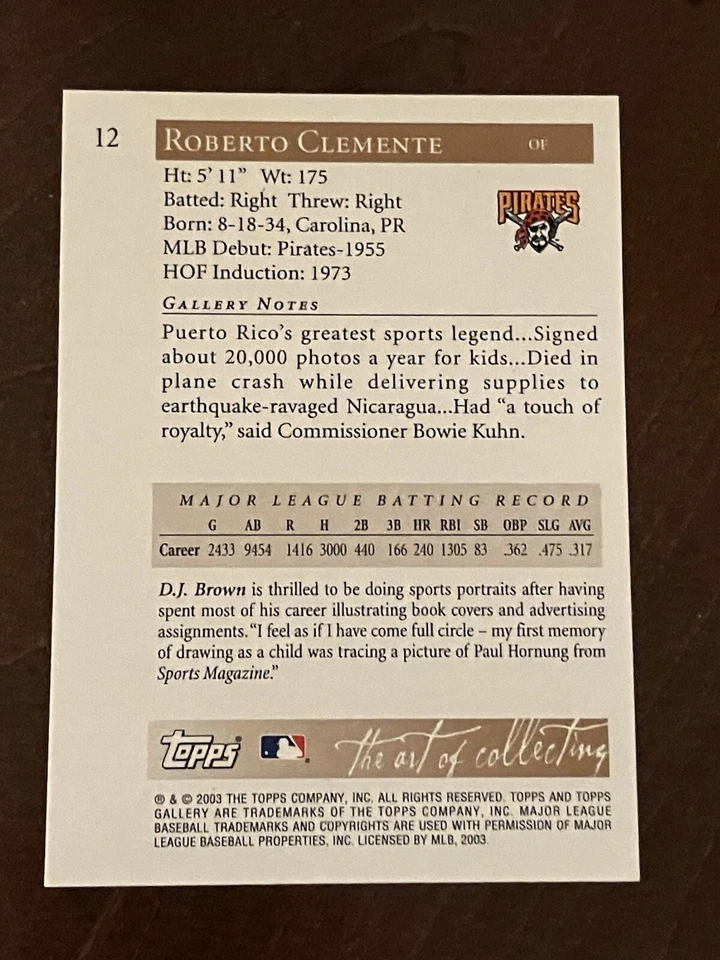 12
ROBERTO CLEMENTE OF
Ht: 5' 11" Wt: 175
PIRATES
Batted: Right Threw: Right
Born: 8-18-34, Carolina, PR
MLB Debut: Pirates-1955
HOF Induction: 1973
GALLERY NOTES
Puerto Rico's greatest sports legend...Signed
about 20,000 photos a year for kids...Died in
plane crash while delivering supplies to
earthquake-ravaged Nicaragua...Had "a touch of
royalty," said Commissioner Bowie Kuhn.
MAJOR LEAGUE BATTING RECORD
G AB R H 2B 3B HR RBI SB OBP SLG AVG
Career 2433 9454 1416 3000 440 166 240 1305 83 .362 .475 .317
D.J. Brown is thrilled to be doing sports portraits after having
spent most of his career illustrating book covers and advertising
assignments. "I feel as if I have come full circle – my first memory
of drawing as a child was tracing a picture of Paul Hornung from
Sports Magazine."
Topps ® the art of collecting
® & © 2003 THE TOPPS COMPANY, INC. ALL RIGHTS RESERVED. TOPPS AND TOPPS
GALLERY ARE TRADEMARKS OF THE TOPPS COMPANY, INC. MAJOR LEAGUE
BASEBALL TRADEMARKS AND COPYRIGHTS ARE USED WITH PERMISSION OF MAJOR
LEAGUE BASEBALL PROPERTIES, INC. LICENSED BY MLB, 2003.